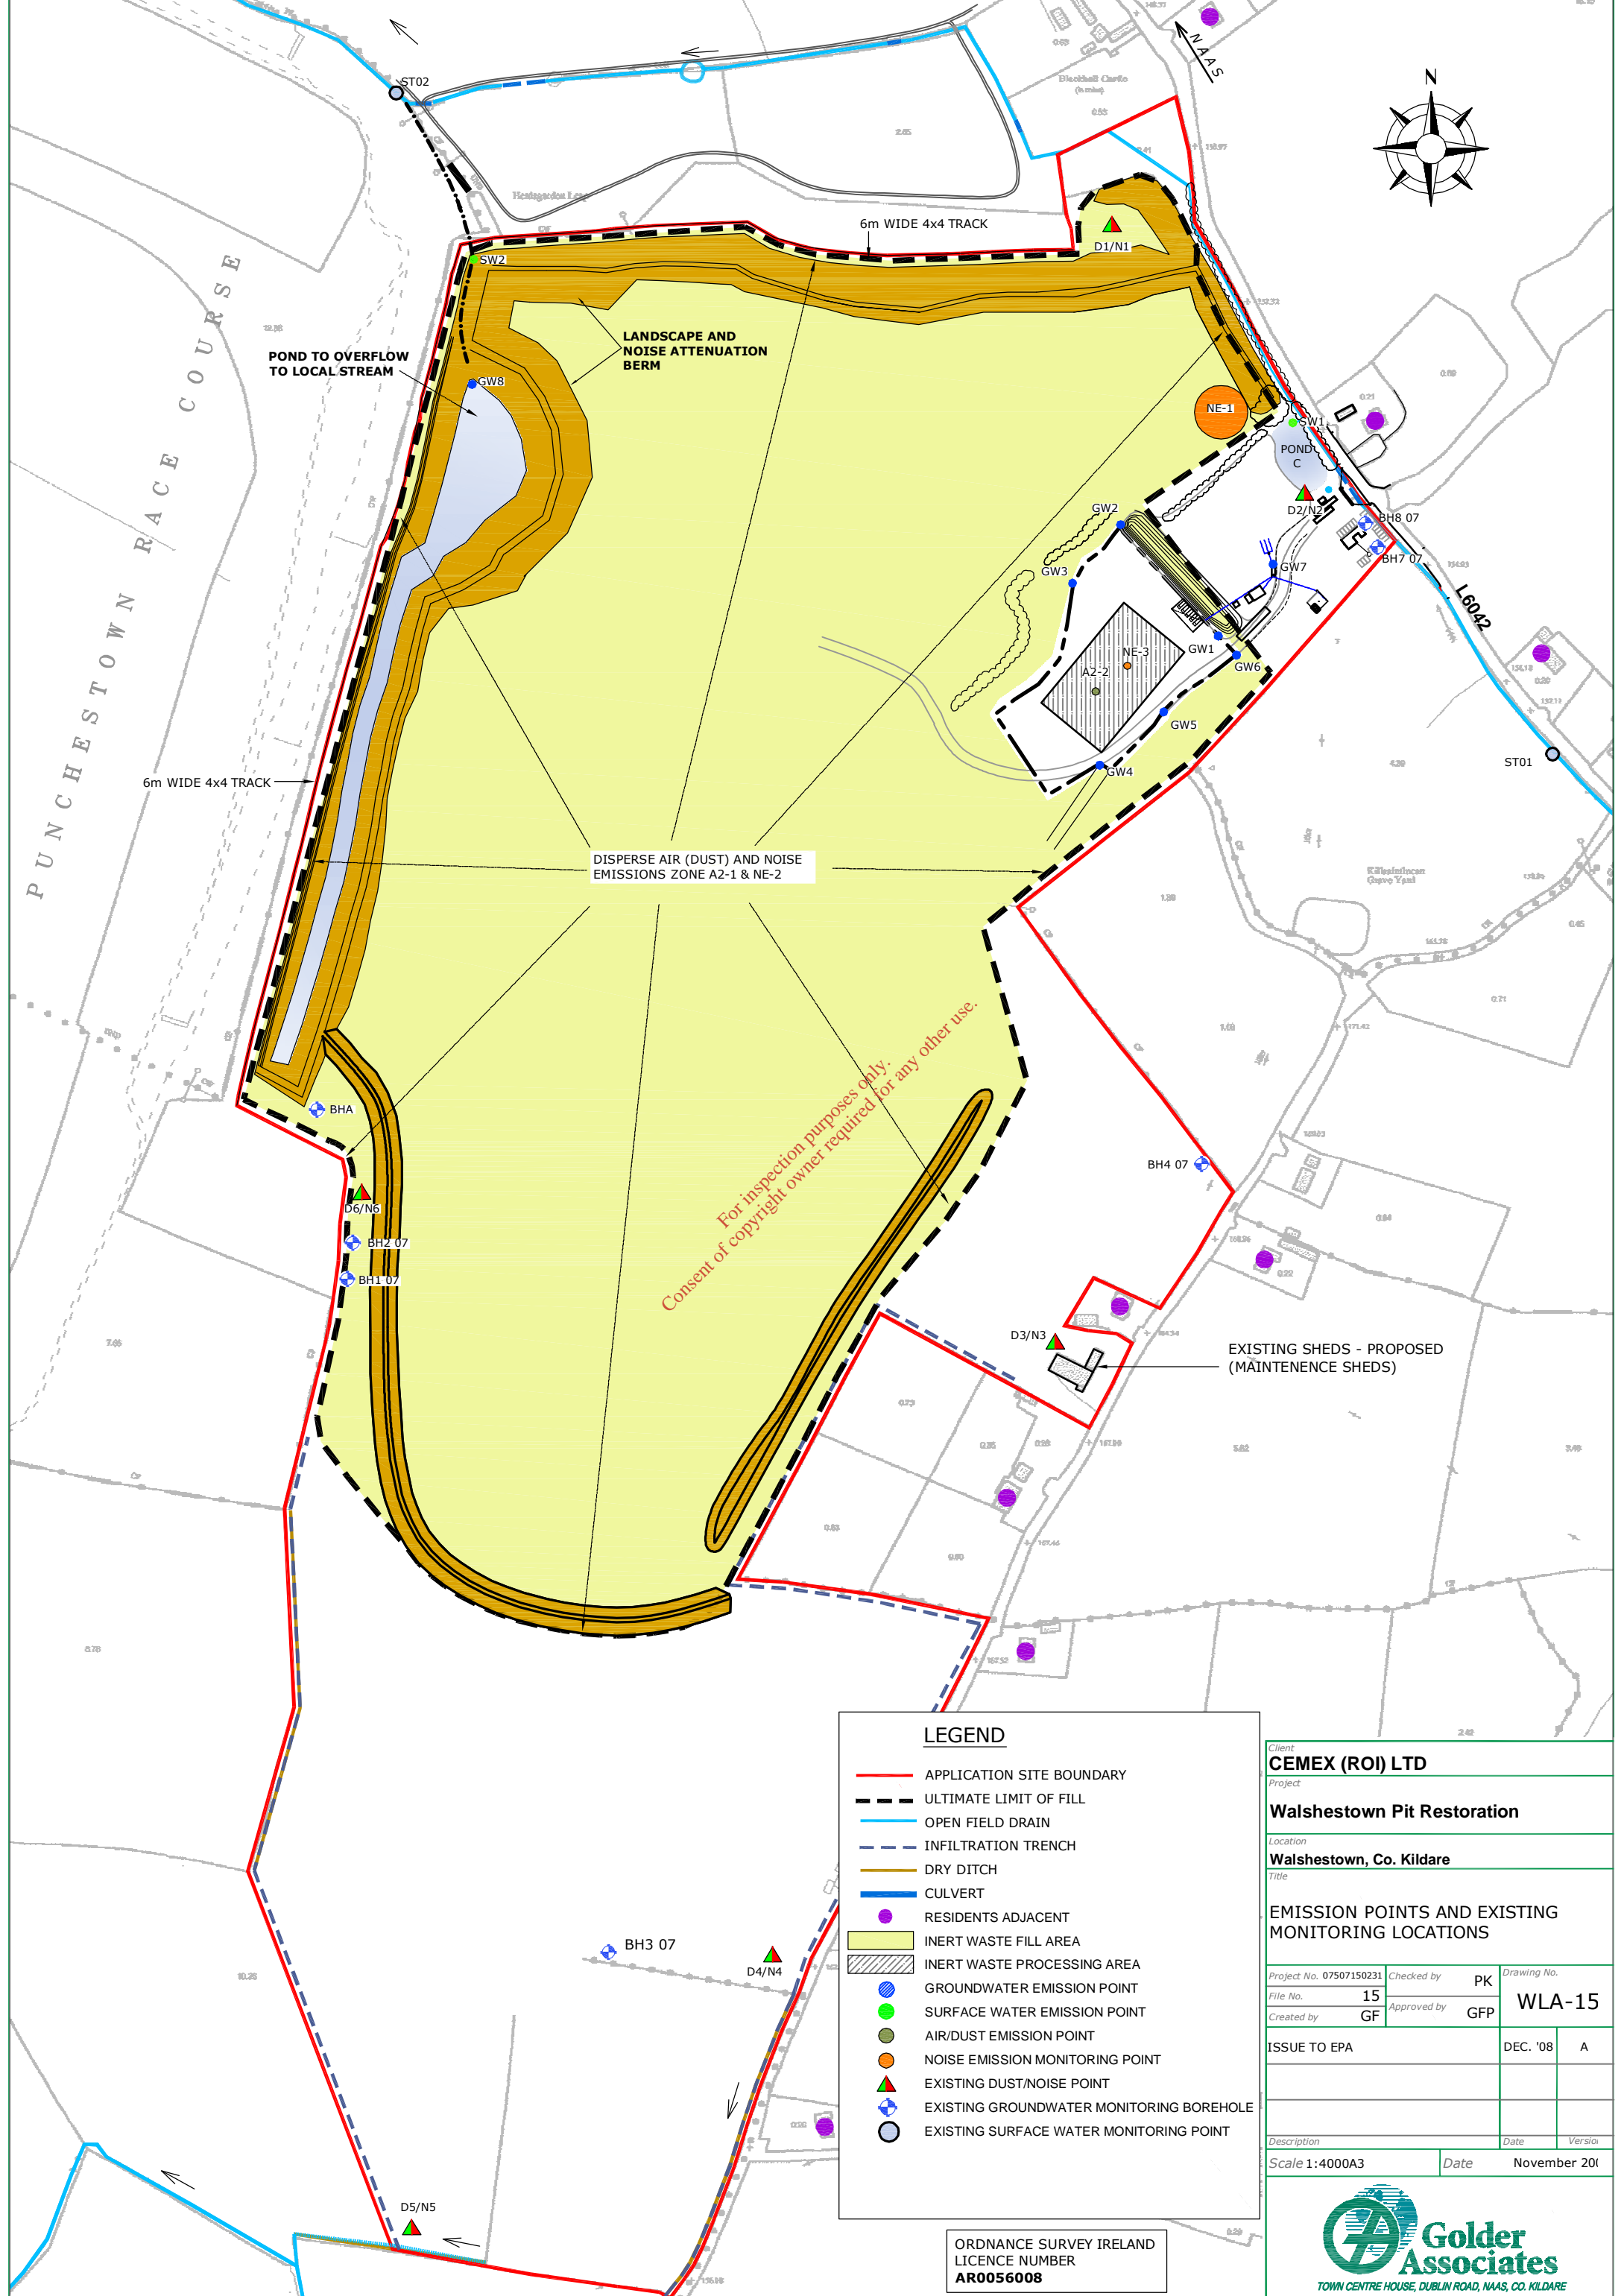 NAAS
N
ST02
Blackhall Castle
(in ruins)
Herdsgarden Lane
6m WIDE 4x4 TRACK
D1/N1
SW2
PUNCHESTOWN RACE COURSE
LANDSCAPE AND
NOISE ATTENUATION
BERM
POND TO OVERFLOW
TO LOCAL STREAM
GW8
NE-1
SW1
POND
C
D2/N2
GW2
BH8 07
BH7 07
GW3
GW7
L6042
GW1
GW6
NE-3
A2-2
GW5
GW4
ST01
6m WIDE 4x4 TRACK
DISPERSE AIR (DUST) AND NOISE
EMISSIONS ZONE A2-1 & NE-2
Grave Yard
For inspection purposes only.
Consent of copyright owner required for any other use.
BHA
BH4 07
D6/N6
BH2 07
BH1 07
D3/N3
EXISTING SHEDS - PROPOSED
(MAINTENENCE SHEDS)
BH3 07
D4/N4
D5/N5
LEGEND
APPLICATION SITE BOUNDARY
ULTIMATE LIMIT OF FILL
OPEN FIELD DRAIN
INFILTRATION TRENCH
DRY DITCH
CULVERT
RESIDENTS ADJACENT
INERT WASTE FILL AREA
INERT WASTE PROCESSING AREA
GROUNDWATER EMISSION POINT
SURFACE WATER EMISSION POINT
AIR/DUST EMISSION POINT
NOISE EMISSION MONITORING POINT
EXISTING DUST/NOISE POINT
EXISTING GROUNDWATER MONITORING BOREHOLE
EXISTING SURFACE WATER MONITORING POINT
ORDNANCE SURVEY IRELAND
LICENCE NUMBER
AR0056008
Client
CEMEX (ROI) LTD
Project
Walshestown Pit Restoration
Location
Walshestown, Co. Kildare
Title
EMISSION POINTS AND EXISTING
MONITORING LOCATIONS
Project No. 07507150231
File No. 15
Created by GF
Checked by PK
Approved by GFP
Drawing No.
WLA-15
ISSUE TO EPA DEC. '08 A
Description Date Versio
Scale 1:4000A3 Date November 200
Golder
Associates
TOWN CENTRE HOUSE, DUBLIN ROAD, NAAS, CO. KILDARE